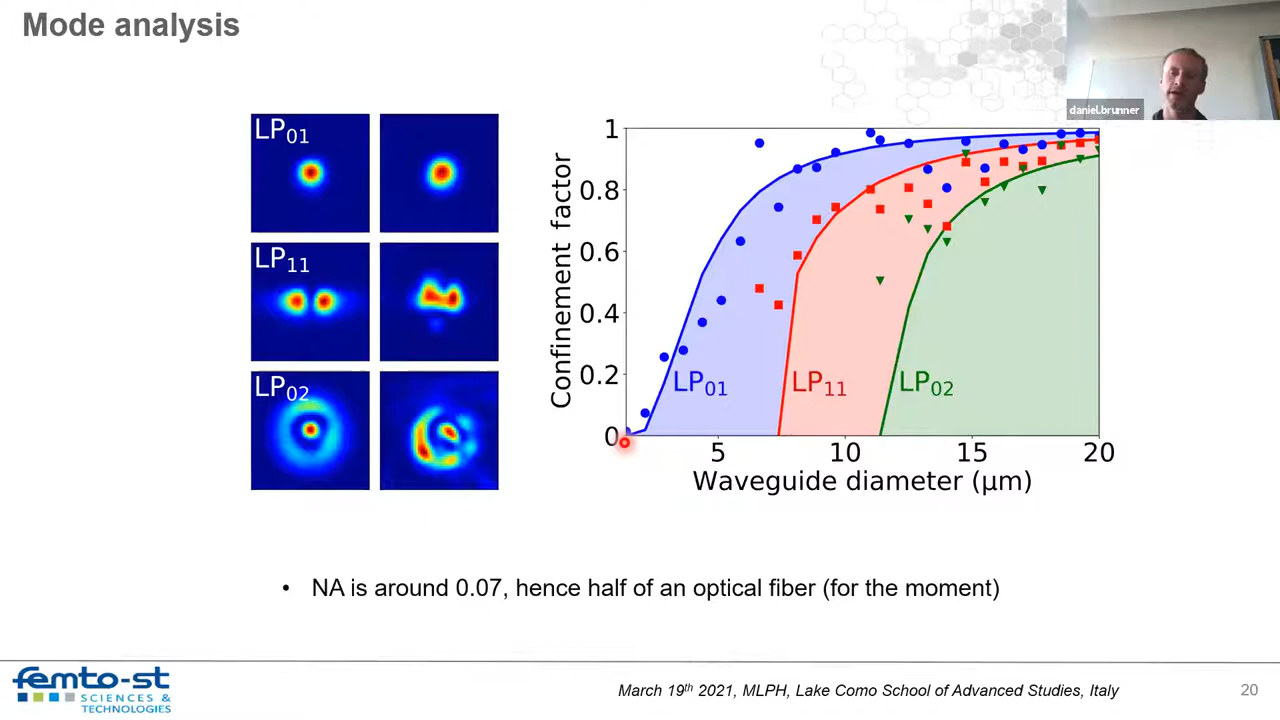 Mode analysis
daniel.brunner
LP01
LP11
LP02
Confinement factor
1
0.8
0.6
0.4
0.2
0
LP01
LP11
LP02
5
10
15
20
Waveguide diameter (μm)
• NA is around 0.07, hence half of an optical fiber (for the moment)
femto-st
SCIENCES &
TECHNOLOGIES
March 19th 2021, MLPH, Lake Como School of Advanced Studies, Italy
20